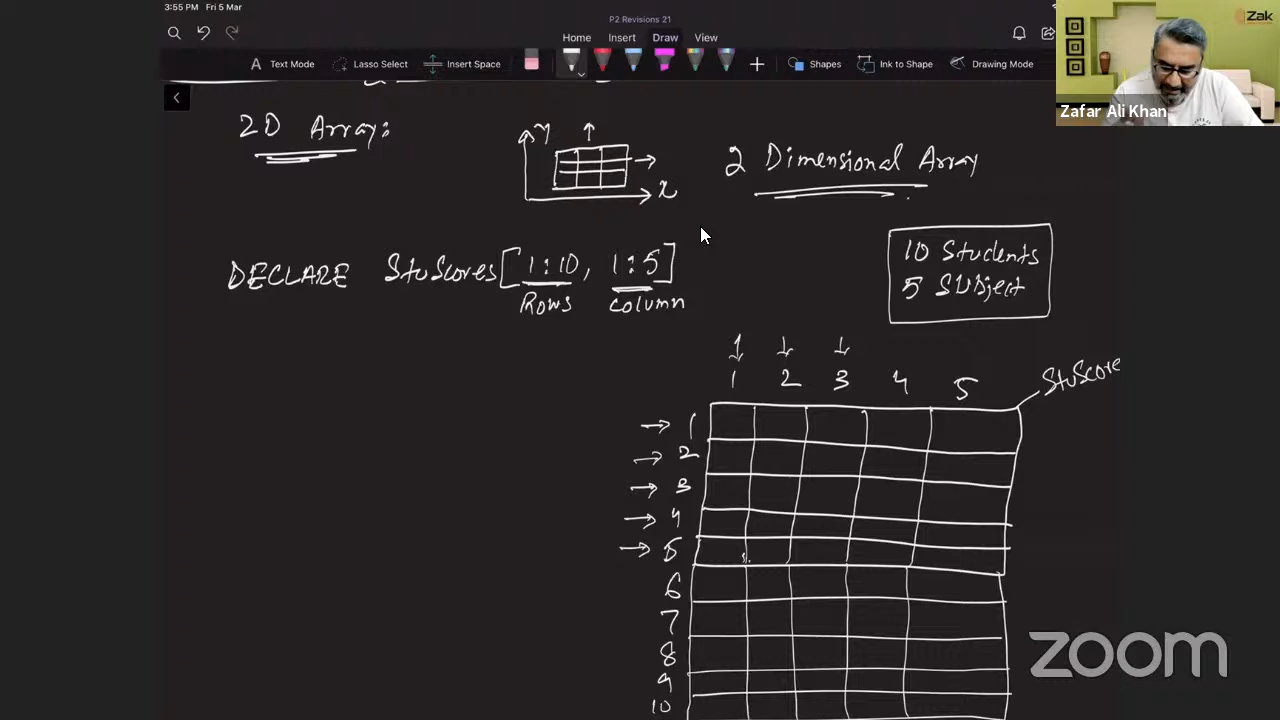 3:55 PM Fri 5 Mar
P2 Revisions 21
Home Insert Draw View
Text Mode Lasso Select Insert Space Shapes Ink to Shape Drawing Mode
Zak
Zafar Ali Khan
2D Array:
Y
X
2 Dimensional Array
DECLARE StuScores [1:10, 1:5]
Rows Column
10 Students
5 Subject
1 2 3 4 5
StuScore
1
2
3
4
5
6
7
8
9
10
zoom